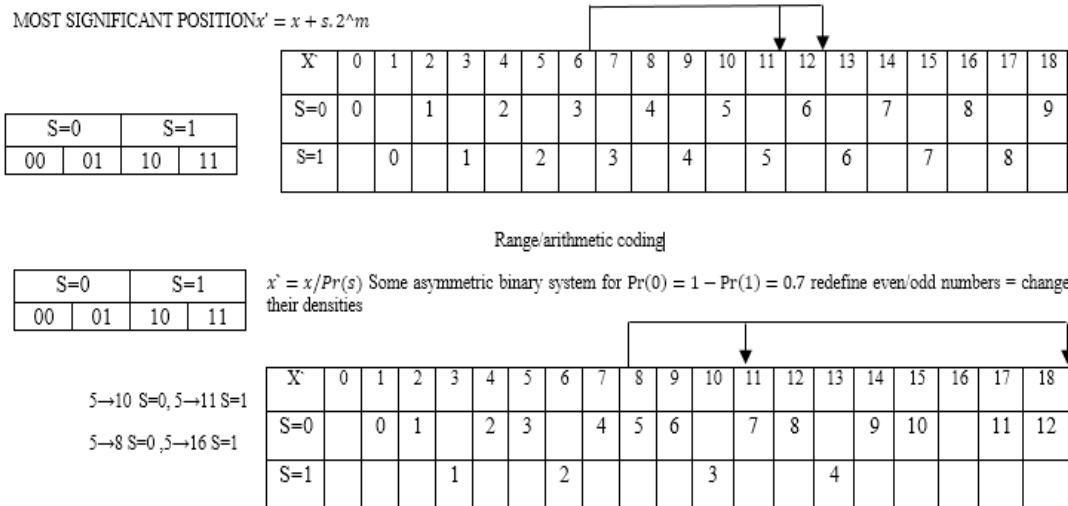 MOST SIGNIFICANT POSITIONx' = x + s.2^m
X` 0 1 2 3 4 5 6 7 8 9 10 11 12 13 14 15 16 17 18
S=0 0 1 2 3 4 5 6 7 8 9
S=1 0 1 2 3 4 5 6 7 8
S=0 S=1
00 01 10 11
Range/arithmetic coding
S=0 S=1
00 01 10 11
x` = x/Pr(s) Some asymmetric binary system for Pr(0) = 1 − Pr(1) = 0.7 redefine even/odd numbers = change
their densities
5→10 S=0, 5→11 S=1
5→8 S=0 ,5→16 S=1
X` 0 1 2 3 4 5 6 7 8 9 10 11 12 13 14 15 16 17 18
S=0 0 1 2 3 4 5 6 7 8 9 10 11 12
S=1 1 2 3 4